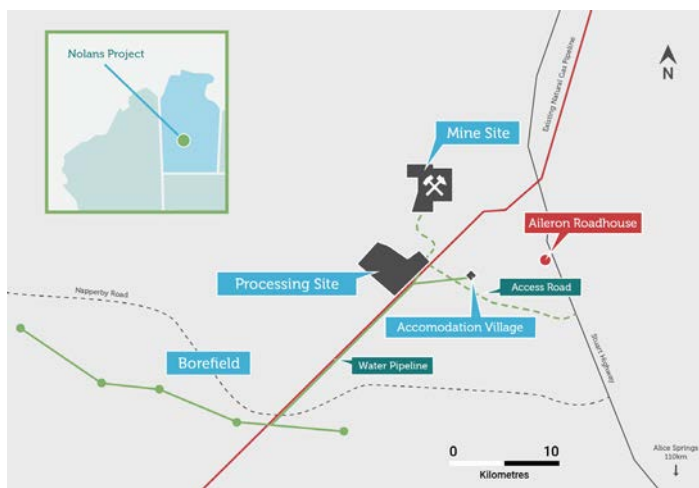 Nolans Project
Existing Natural Gas Pipeline
N
Mine Site
Aileron Roadhouse
Processing Site
Access Road
Napperby Road
Accomodation Village
Borefield
Water Pipeline
Stuart Highway
0 10
Kilometres
Alice Springs
110km